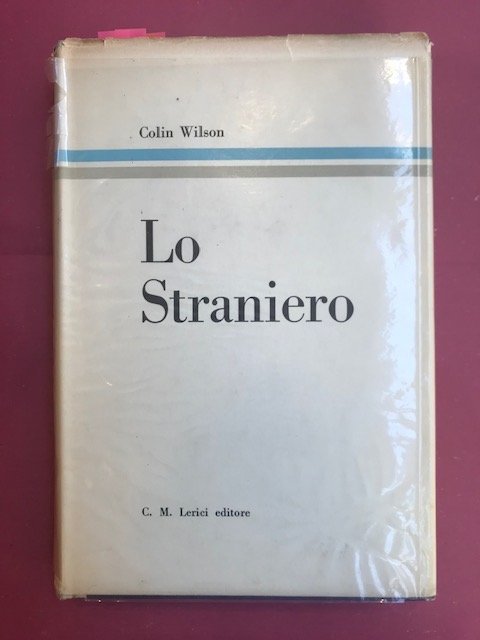 Colin Wilson
Lo
Straniero
C. M. Lerici editore